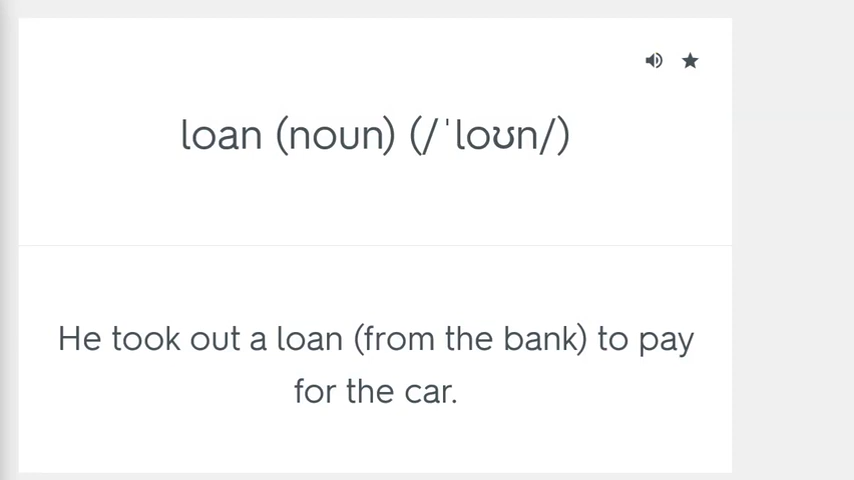 loan (noun) (/ˈloʊn/)
He took out a loan (from the bank) to pay
for the car.